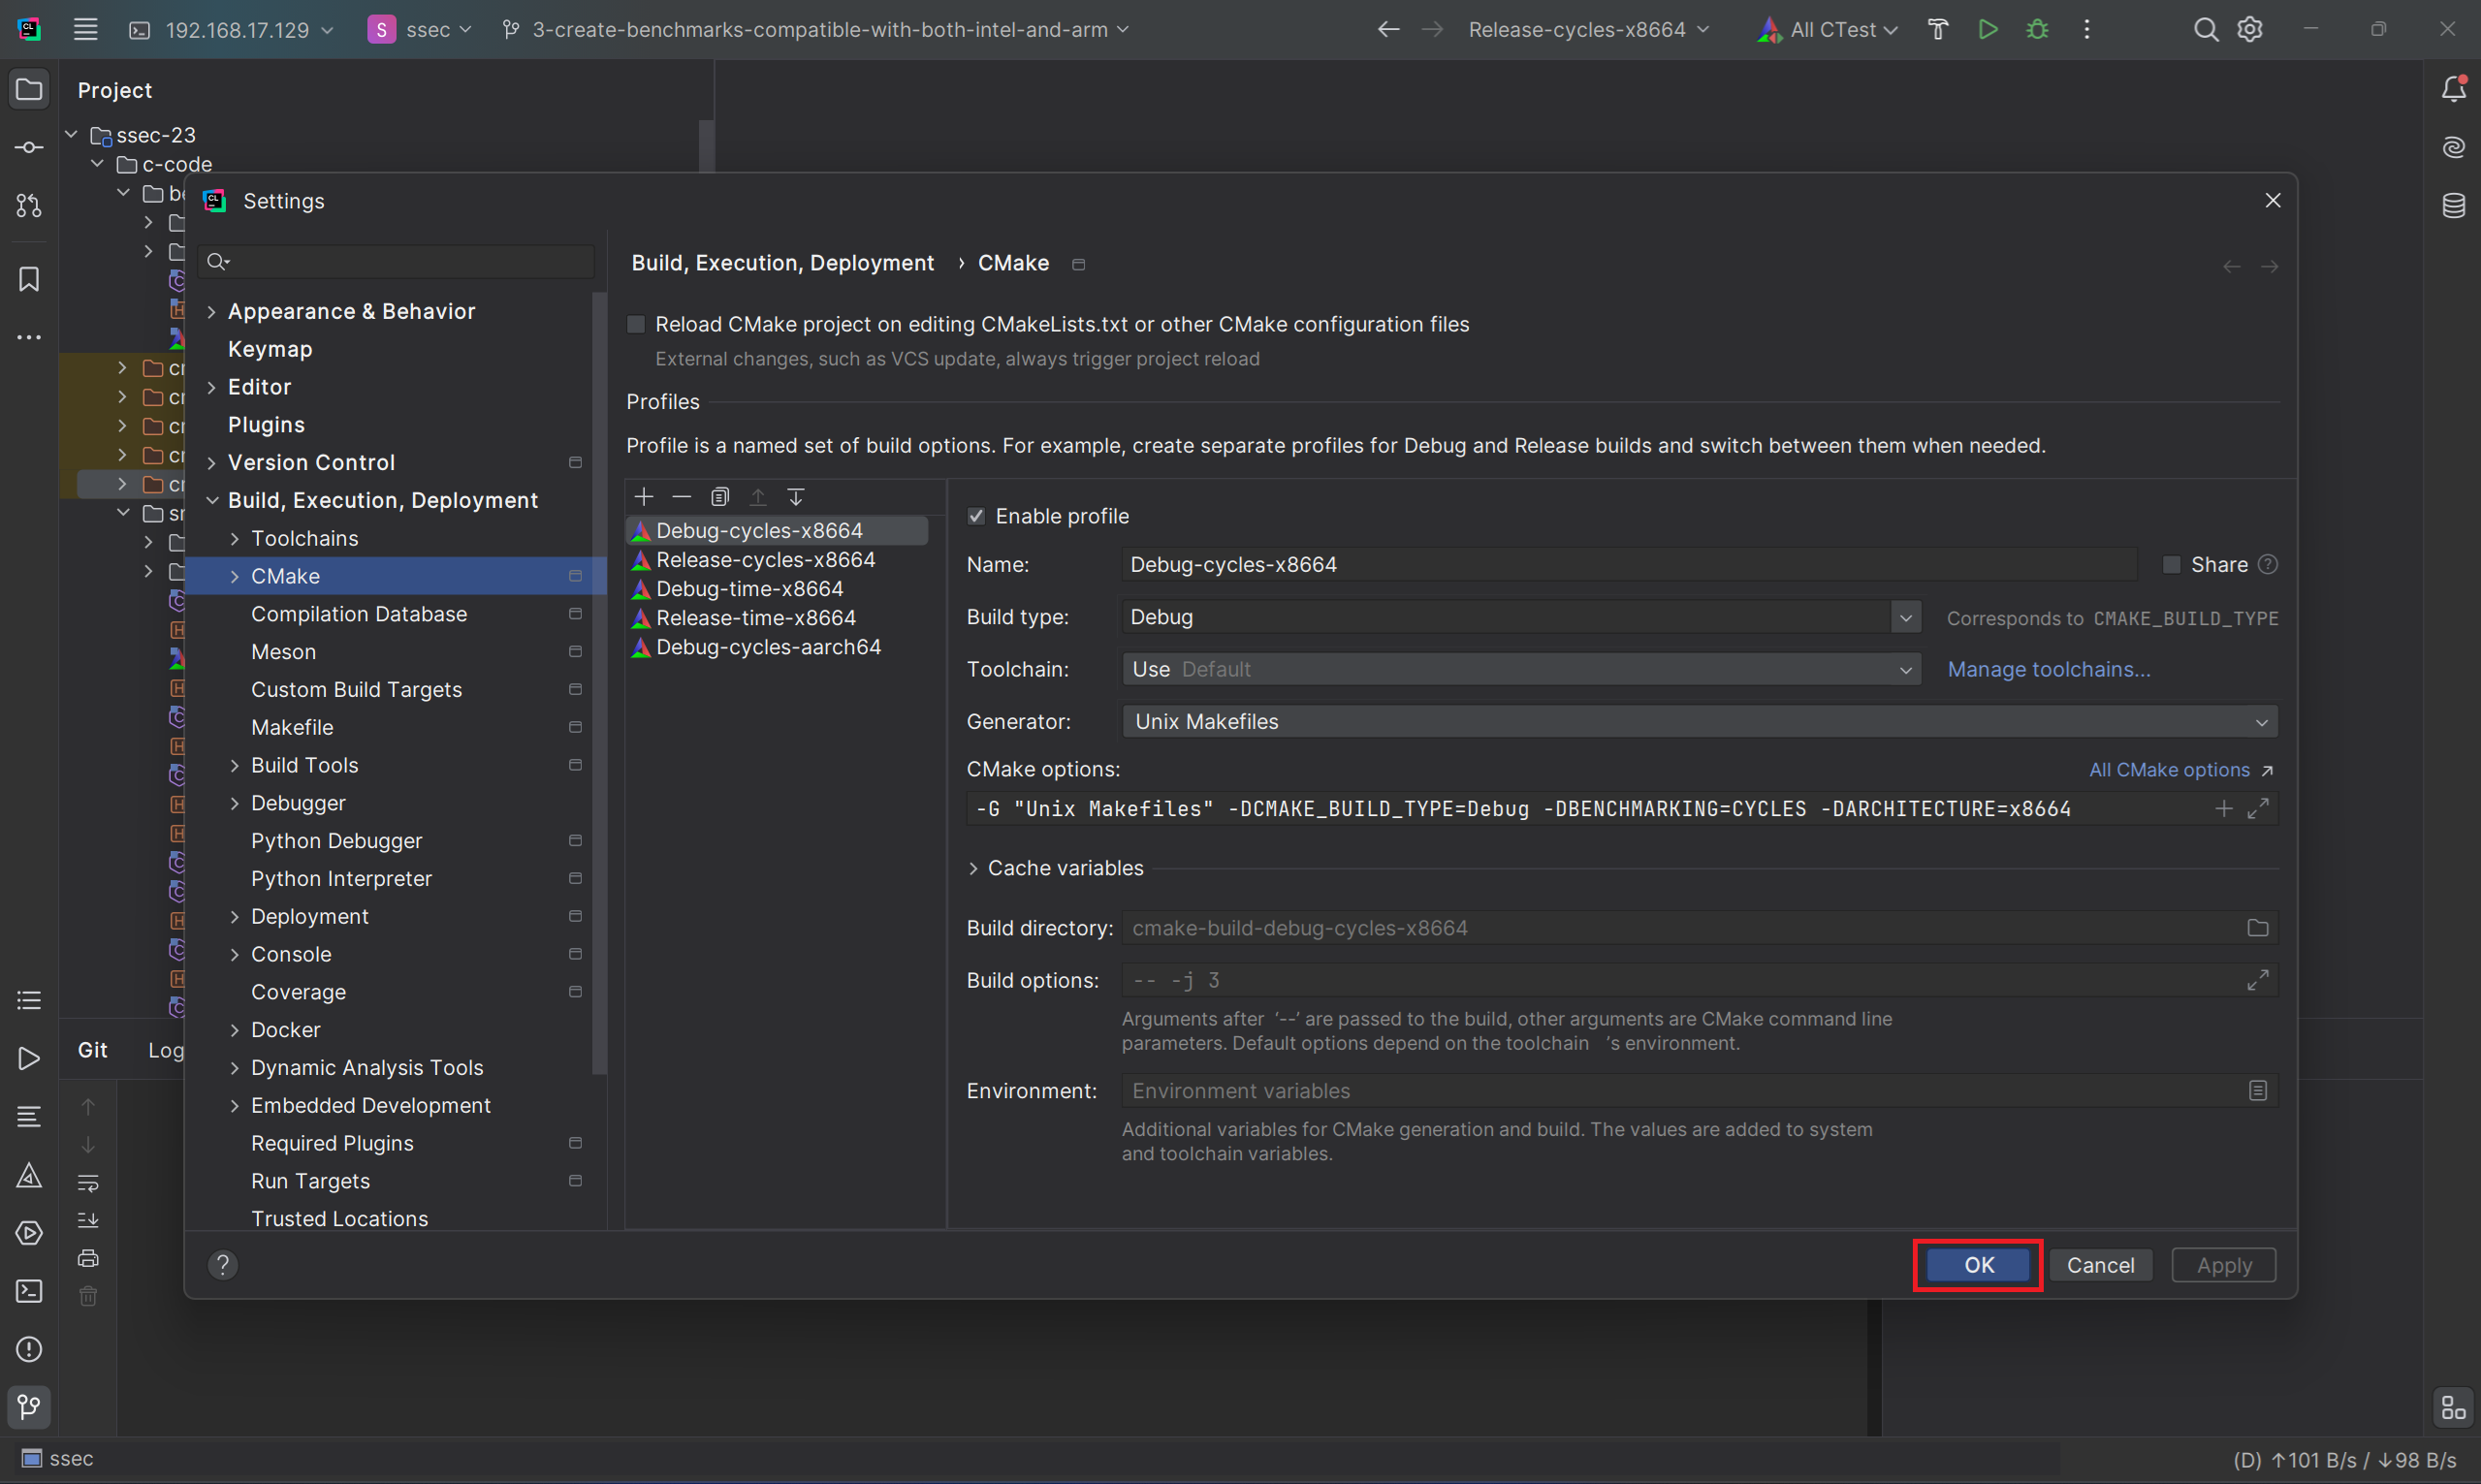 192.168.17.129
S ssec
3-create-benchmarks-compatible-with-both-intel-and-arm
Release-cycles-x8664
All CTest
Project
ssec-23
c-code
Settings
Appearance & Behavior
Keymap
Editor
Plugins
Version Control
Build, Execution, Deployment
Toolchains
CMake
Compilation Database
Meson
Custom Build Targets
Makefile
Build Tools
Debugger
Python Debugger
Python Interpreter
Deployment
Console
Coverage
Docker
Dynamic Analysis Tools
Embedded Development
Required Plugins
Run Targets
Trusted Locations
Build, Execution, Deployment › CMake
Reload CMake project on editing CMakeLists.txt or other CMake configuration files
External changes, such as VCS update, always trigger project reload
Profiles
Profile is a named set of build options. For example, create separate profiles for Debug and Release builds and switch between them when needed.
Debug-cycles-x8664
Release-cycles-x8664
Debug-time-x8664
Release-time-x8664
Debug-cycles-aarch64
Enable profile
Name: Debug-cycles-x8664 Share ?
Build type: Debug Corresponds to CMAKE_BUILD_TYPE
Toolchain: Use Default Manage toolchains...
Generator: Unix Makefiles
CMake options: All CMake options ↗
-G "Unix Makefiles" -DCMAKE_BUILD_TYPE=Debug -DBENCHMARKING=CYCLES -DARCHITECTURE=x8664
Cache variables
Build directory: cmake-build-debug-cycles-x8664
Build options: -- -j 3
Arguments after '--' are passed to the build, other arguments are CMake command line
parameters. Default options depend on the toolchain 's environment.
Environment: Environment variables
Additional variables for CMake generation and build. The values are added to system
and toolchain variables.
? OK Cancel Apply
Git Log
ssec
(D) ↑101 B/s / ↓98 B/s